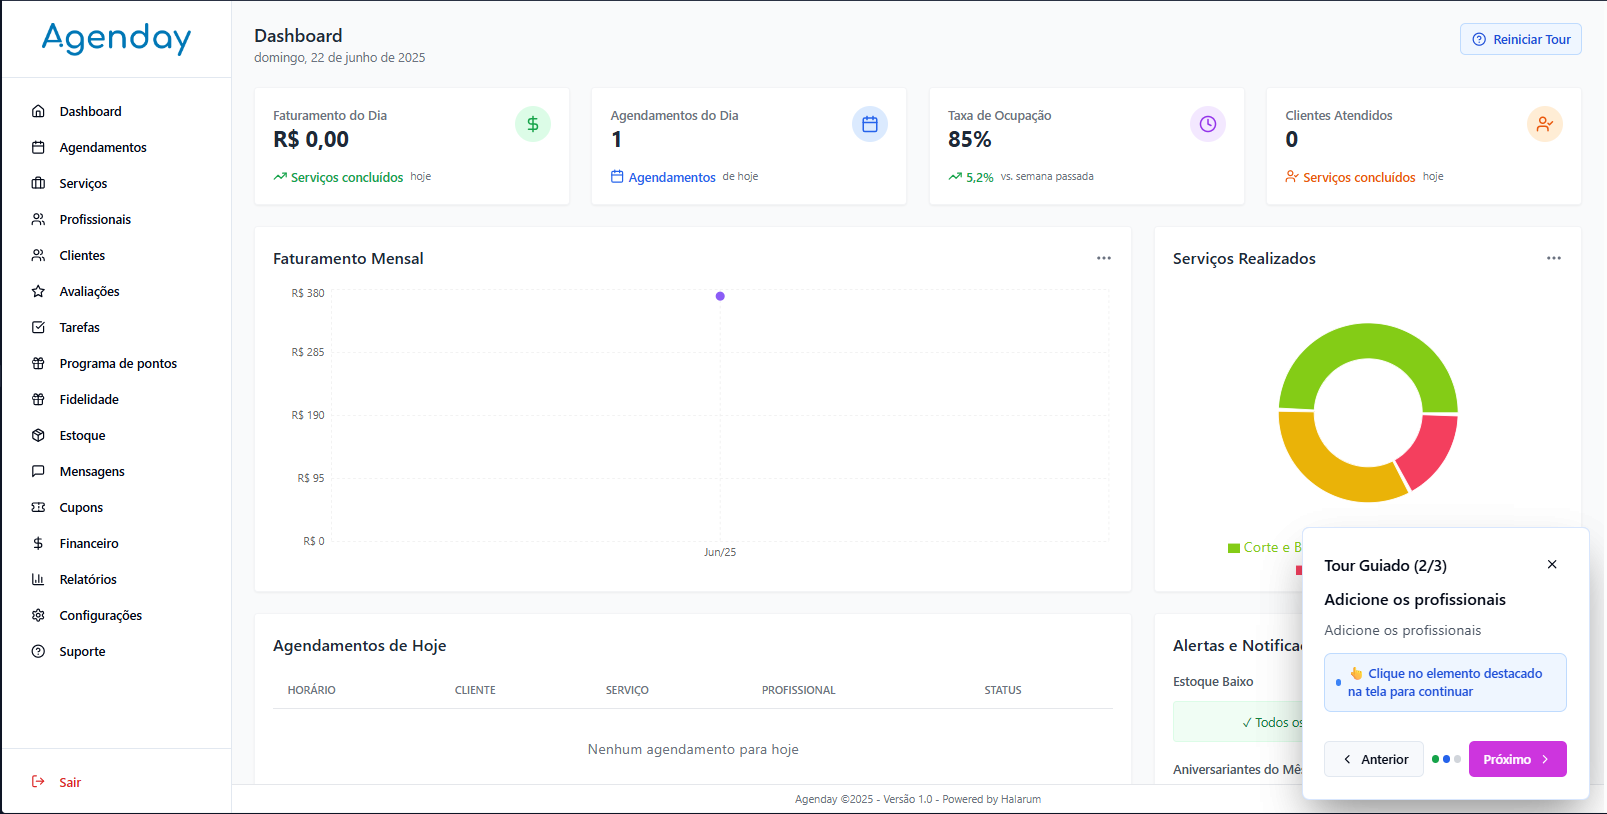 Agenday
Dashboard
Agendamentos
Serviços
Profissionais
Clientes
Avaliações
Tarefas
Programa de pontos
Fidelidade
Estoque
Mensagens
Cupons
Financeiro
Relatórios
Configurações
Suporte
Sair
Dashboard
domingo, 22 de junho de 2025
Reiniciar Tour
Faturamento do Dia
R$ 0,00
Serviços concluídos hoje
Agendamentos do Dia
1
Agendamentos de hoje
Taxa de Ocupação
85%
5,2% vs. semana passada
Clientes Atendidos
0
Serviços concluídos hoje
Faturamento Mensal
R$ 380
R$ 285
R$ 190
R$ 95
R$ 0
Jun/25
Serviços Realizados
Corte e B
Agendamentos de Hoje
HORÁRIO CLIENTE SERVIÇO PROFISSIONAL STATUS
Nenhum agendamento para hoje
Alertas e Notifica
Estoque Baixo
✓ Todos os
Aniversariantes do Mê
Tour Guiado (2/3)
Adicione os profissionais
Adicione os profissionais
👆 Clique no elemento destacado
na tela para continuar
Anterior
Próximo
Agenday ©2025 - Versão 1.0 - Powered by Halarum